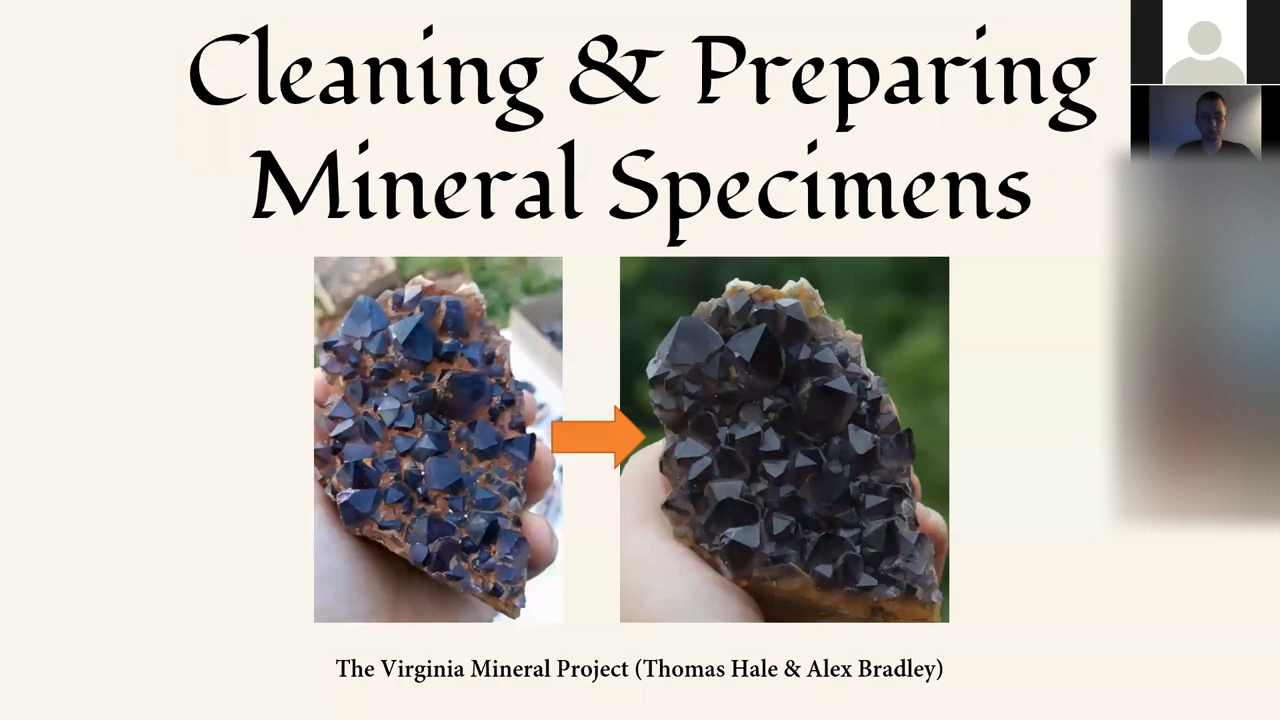 Cleaning & Preparing
Mineral Specimens
The Virginia Mineral Project (Thomas Hale & Alex Bradley)